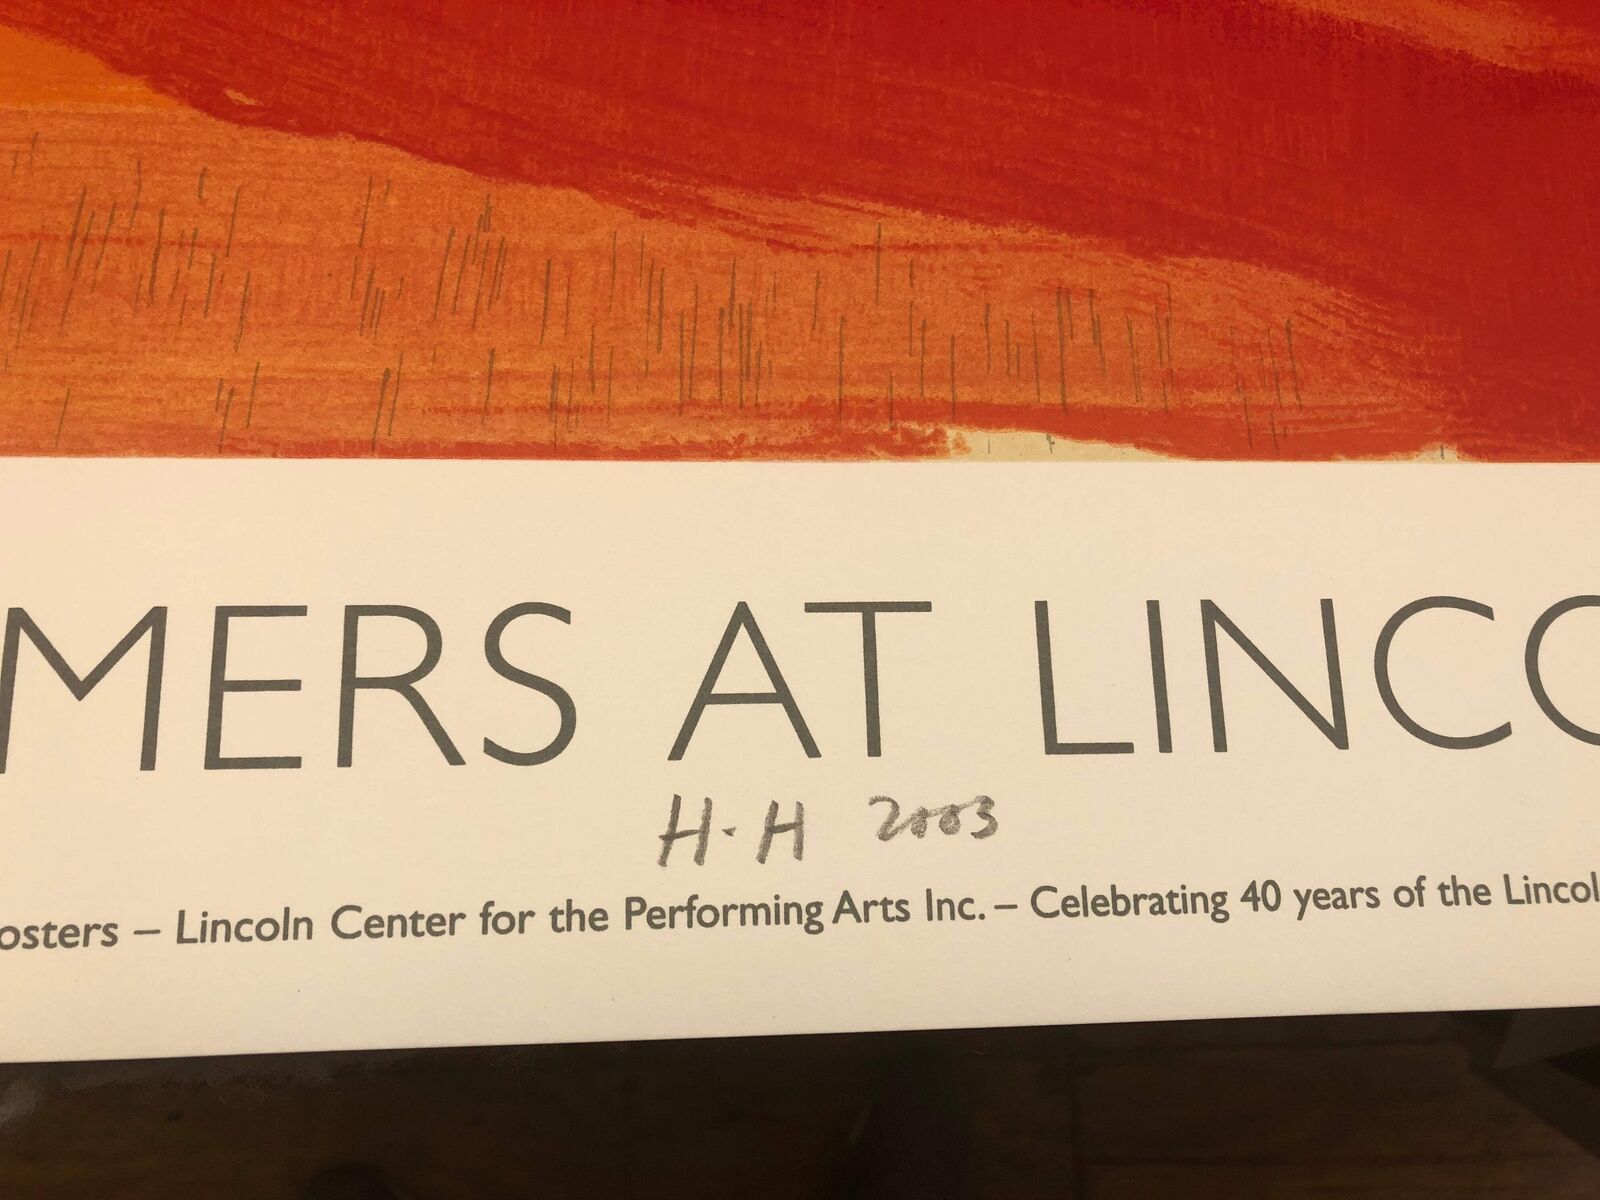 MERS AT LINCO
H·H 2003
osters – Lincoln Center for the Performing Arts Inc. – Celebrating 40 years of the Lincol